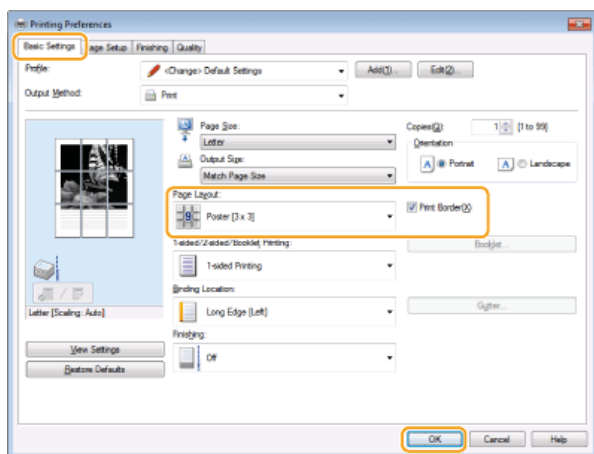 Printing Preferences
Basic Settings Page Setup Finishing Quality
Profile: <Change> Default Settings Add(1)... Edit(2)...
Output Method: Print
Page Size: Copies(Q): 1 [1 to 99]
Letter Orientation
Output Size: A Portrait A Landscape
Match Page Size
Page Layout:
9 Poster [3 x 3] Print Border(X)
1-sided/2-sided/Booklet Printing: Booklet...
1-sided Printing
Binding Location:
Long Edge [Left] Gutter...
Letter [Scaling: Auto]
Finishing:
View Settings Off
Restore Defaults
OK Cancel Help